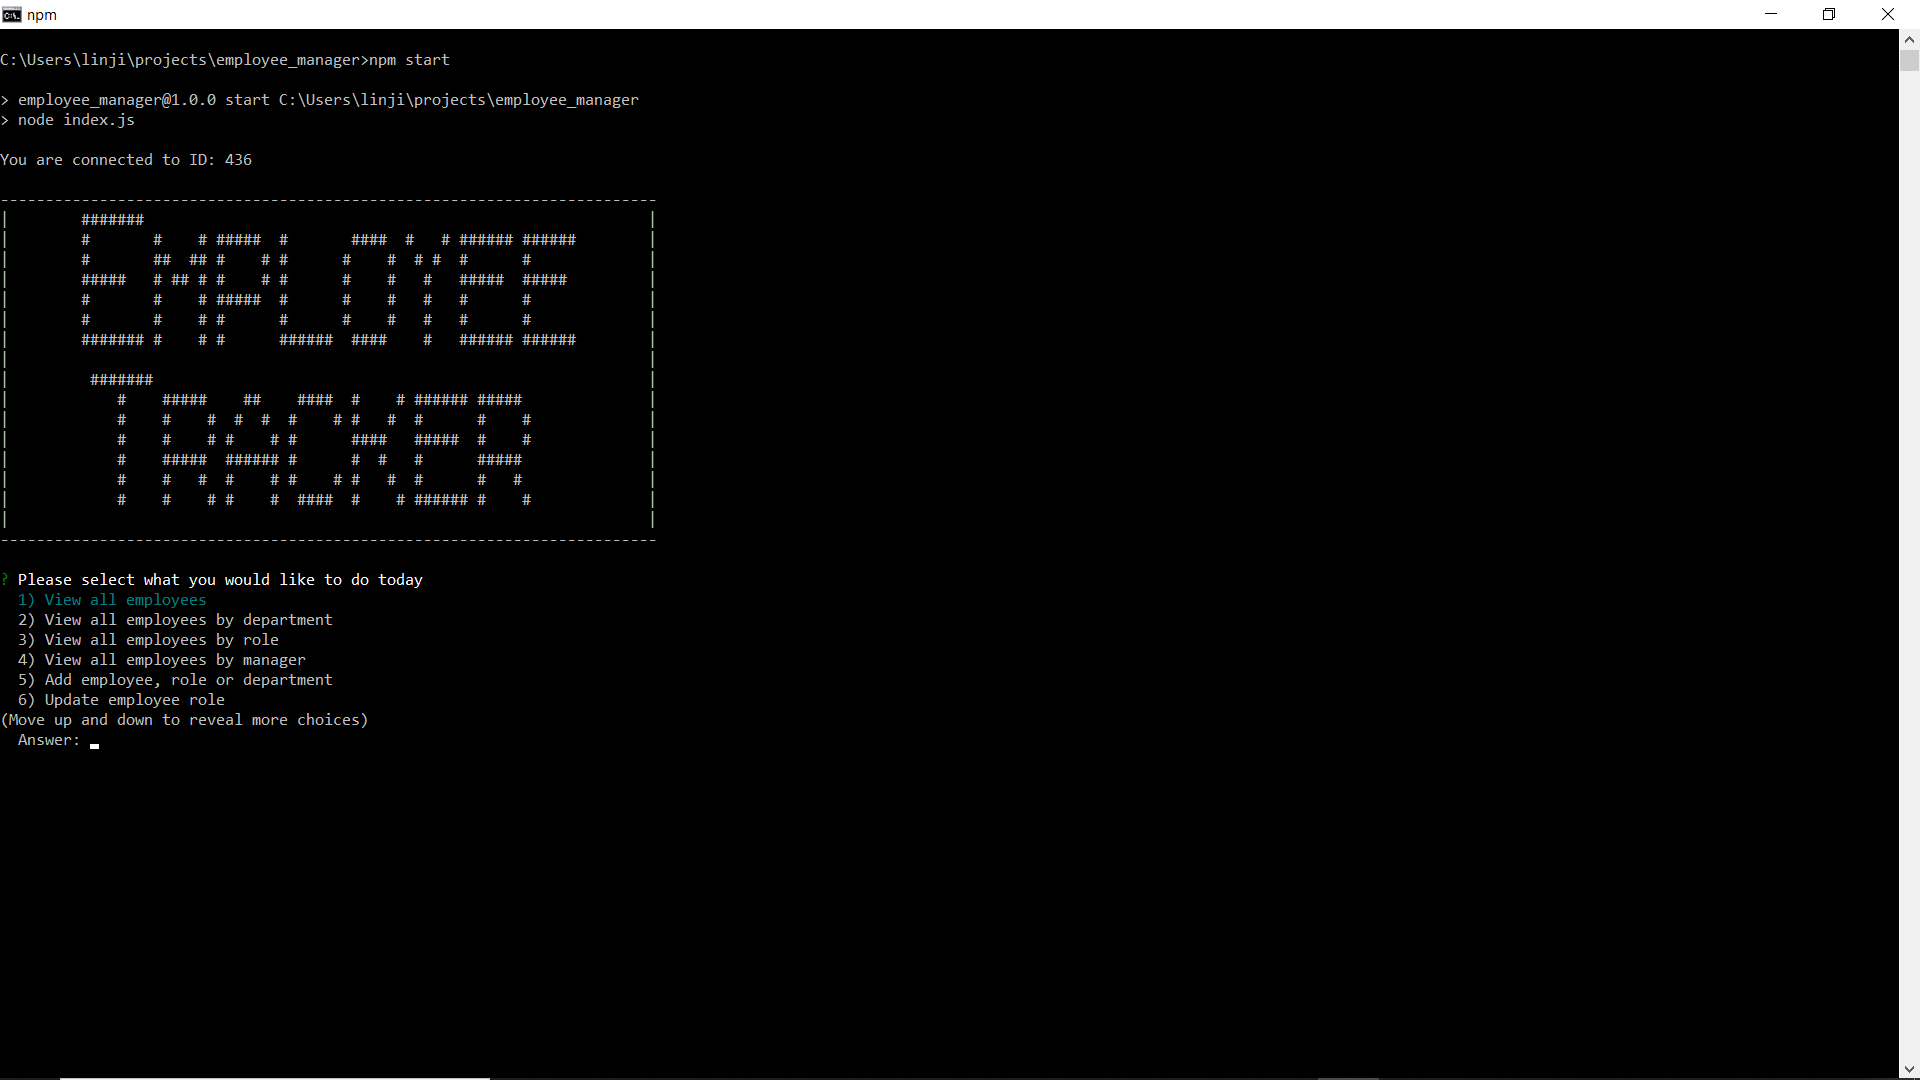 npm
C:\Users\linji\projects\employee_manager>npm start
> employee_manager@1.0.0 start C:\Users\linji\projects\employee_manager
> node index.js
You are connected to ID: 436
EMPLOYEE
TRACKER
? Please select what you would like to do today
1) View all employees
2) View all employees by department
3) View all employees by role
4) View all employees by manager
5) Add employee, role or department
6) Update employee role
(Move up and down to reveal more choices)
Answer: